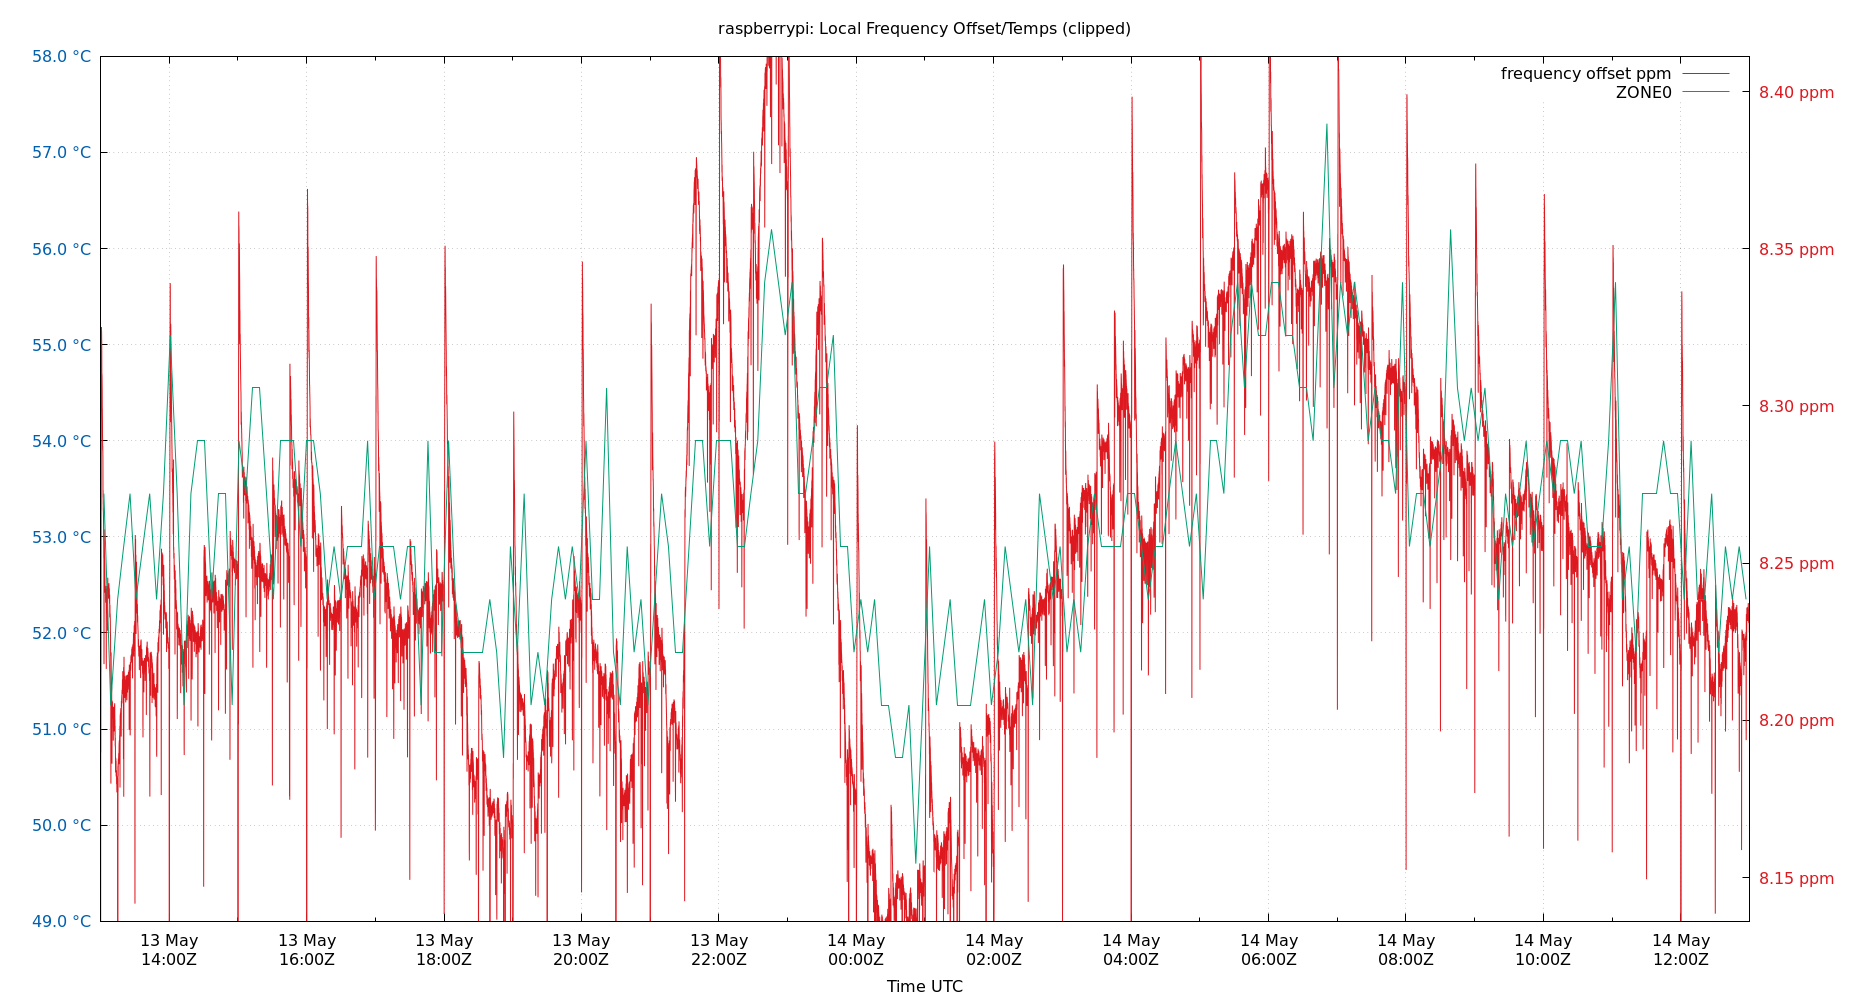 raspberrypi: Local Frequency Offset/Temps (clipped)
58.0 °C
57.0 °C
56.0 °C
55.0 °C
54.0 °C
53.0 °C
52.0 °C
51.0 °C
50.0 °C
49.0 °C
frequency offset ppm
ZONE0
8.40 ppm
8.35 ppm
8.30 ppm
8.25 ppm
8.20 ppm
8.15 ppm
13 May 13 May 13 May 13 May 13 May 14 May 14 May 14 May 14 May 14 May 14 May 14 May
14:00Z 16:00Z 18:00Z 20:00Z 22:00Z 00:00Z 02:00Z 04:00Z 06:00Z 08:00Z 10:00Z 12:00Z
Time UTC